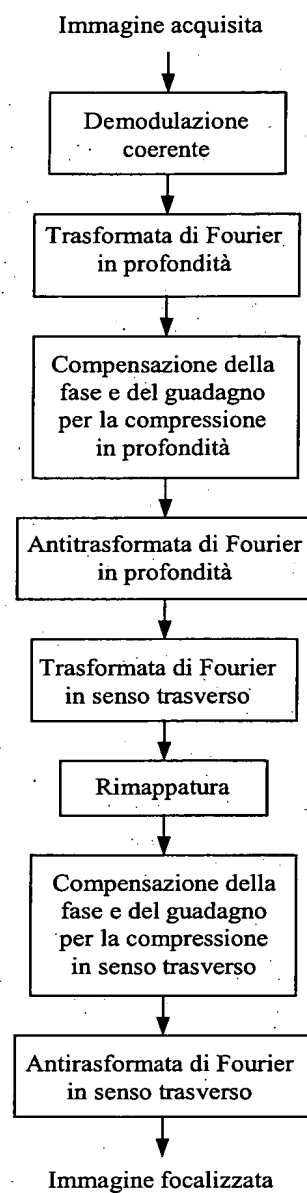 Immagine acquisita
Demodulazione
coerente
Trasformata di Fourier
in profondità
Compensazione della
fase e del guadagno
per la compressione
in profondità
Antitrasformata di Fourier
in profondità
Trasformata di Fourier
in senso trasverso
Rimappatura
Compensazione della
fase e del guadagno
per la compressione
in senso trasverso
Antirasformata di Fourier
in senso trasverso
Immagine focalizzata